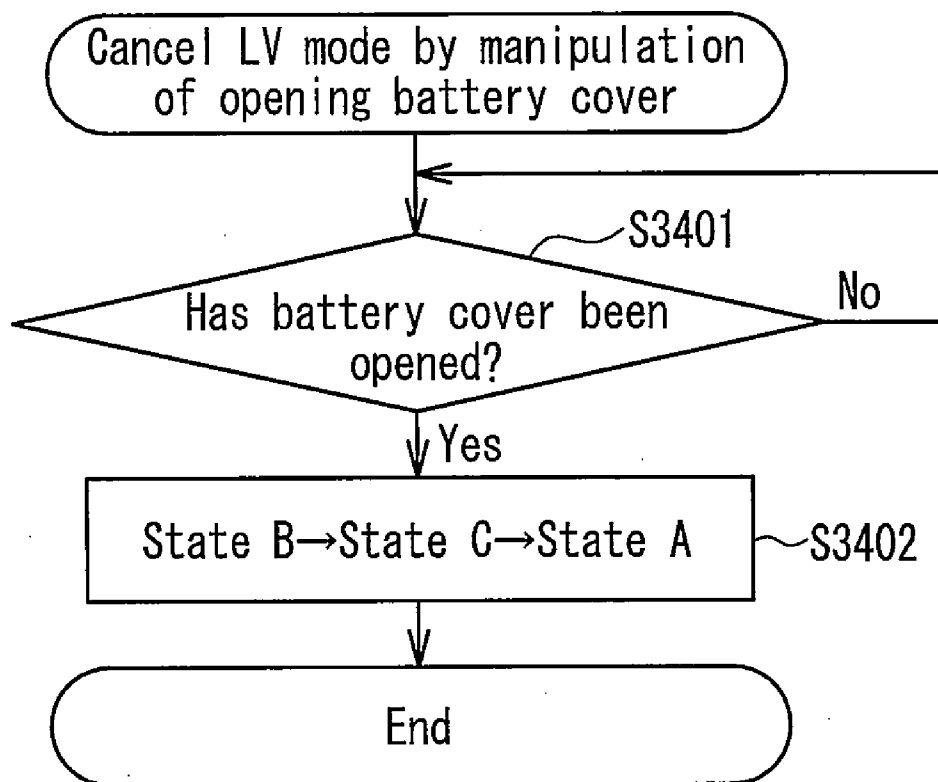 Cancel LV mode by manipulation
of opening battery cover
S3401
Has battery cover been
opened?
No
Yes
State B→State C→State A
S3402
End